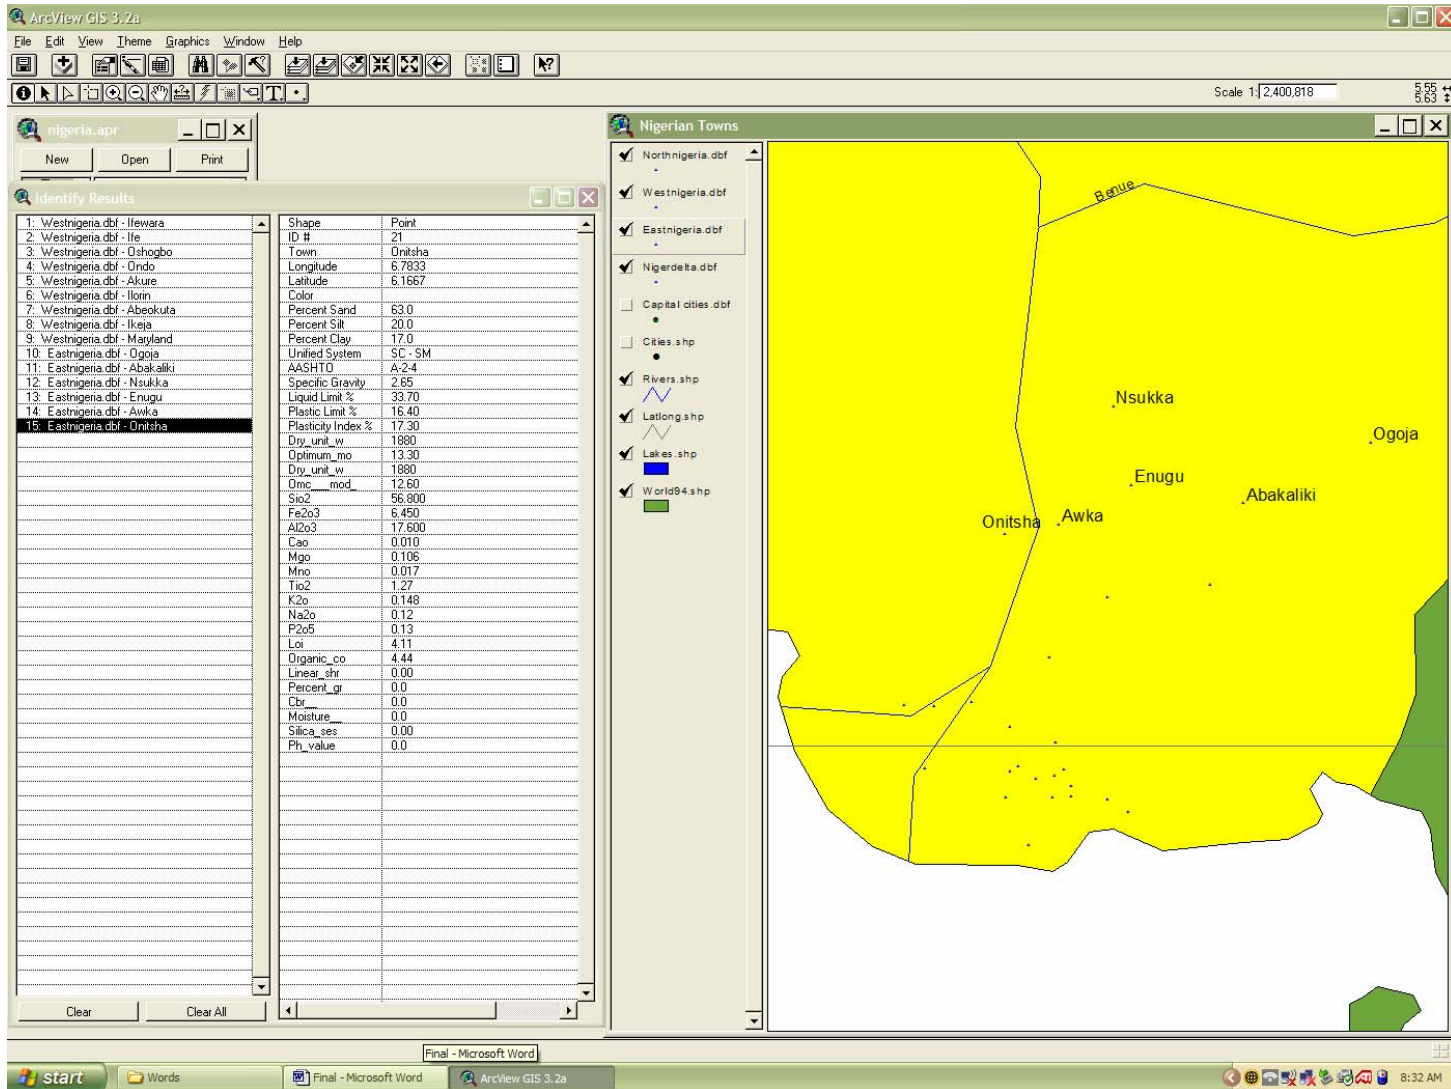 ArcView GIS 3.2a
File Edit View Theme Graphics Window Help
Scale 1: 2,400,818
5.55
5.63
nigeria.apr
New Open Print
Identify Results
1: Westnigeria.dbf - Ifewara
2: Westnigeria.dbf - Ife
3: Westnigeria.dbf - Oshogbo
4: Westnigeria.dbf - Ondo
5: Westnigeria.dbf - Akure
6: Westnigeria.dbf - Ilorin
7: Westnigeria.dbf - Abeokuta
8: Westnigeria.dbf - Ikeja
9: Westnigeria.dbf - Maryland
10: Eastnigeria.dbf - Ogoja
11: Eastnigeria.dbf - Abakaliki
12: Eastnigeria.dbf - Nsukka
13: Eastnigeria.dbf - Enugu
14: Eastnigeria.dbf - Awka
15: Eastnigeria.dbf - Onitsha
Shape Point
ID # 21
Town Onitsha
Longitude 6.7833
Latitude 6.1667
Color
Percent Sand 63.0
Percent Silt 20.0
Percent Clay 17.0
Unified System SC - SM
AASHTO A-2-4
Specific Gravity 2.65
Liquid Limit % 33.70
Plastic Limit % 16.40
Plasticity Index % 17.30
Dry_unit_w 1880
Optimum_mo 13.30
Dry_unit_w 1880
Omc___mod_ 12.60
Sio2 56.800
Fe2o3 6.450
Al2o3 17.600
Cao 0.010
Mgo 0.106
Mno 0.017
Tio2 1.27
K2o 0.148
Na2o 0.12
P2o5 0.13
Loi 4.11
Organic_co 4.44
Linear_shr 0.00
Percent_gr 0.0
Cbr__ 0.0
Moisture__ 0.0
Silica_ses 0.00
Ph_value 0.0
Clear Clear All
Nigerian Towns
Northnigeria.dbf
Westnigeria.dbf
Eastnigeria.dbf
Nigerdelta.dbf
Capital cities.dbf
Cities.shp
Rivers.shp
Latlong.shp
Lakes.shp
World94.shp
Benue
Nsukka
Ogoja
Enugu
Abakaliki
Onitsha
Awka
Final - Microsoft Word
start Words Final - Microsoft Word ArcView GIS 3.2a 8:32 AM